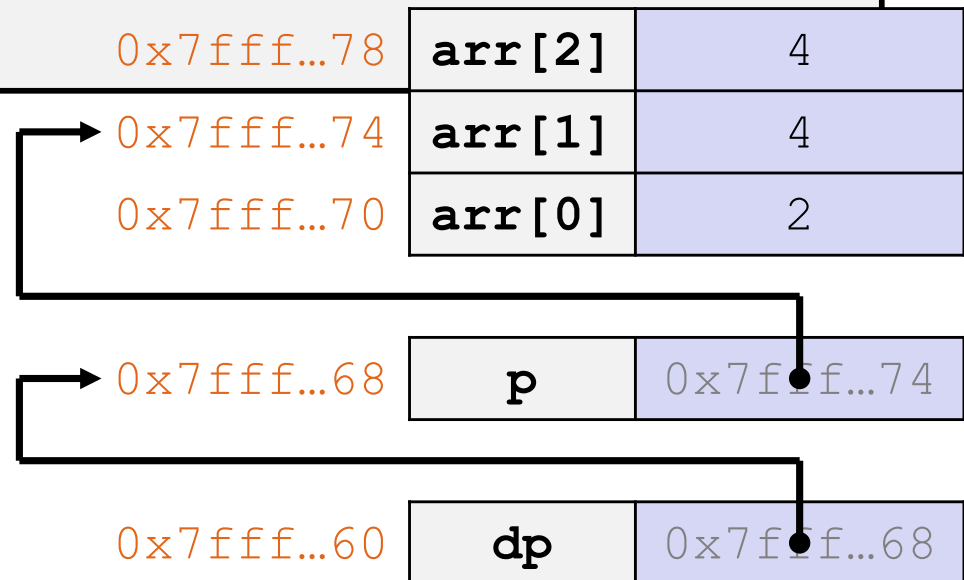 0x7fff…78 arr[2] 4
0x7fff…74 arr[1] 4
0x7fff…70 arr[0] 2
0x7fff…68 p 0x7fff…74
0x7fff…60 dp 0x7fff…68